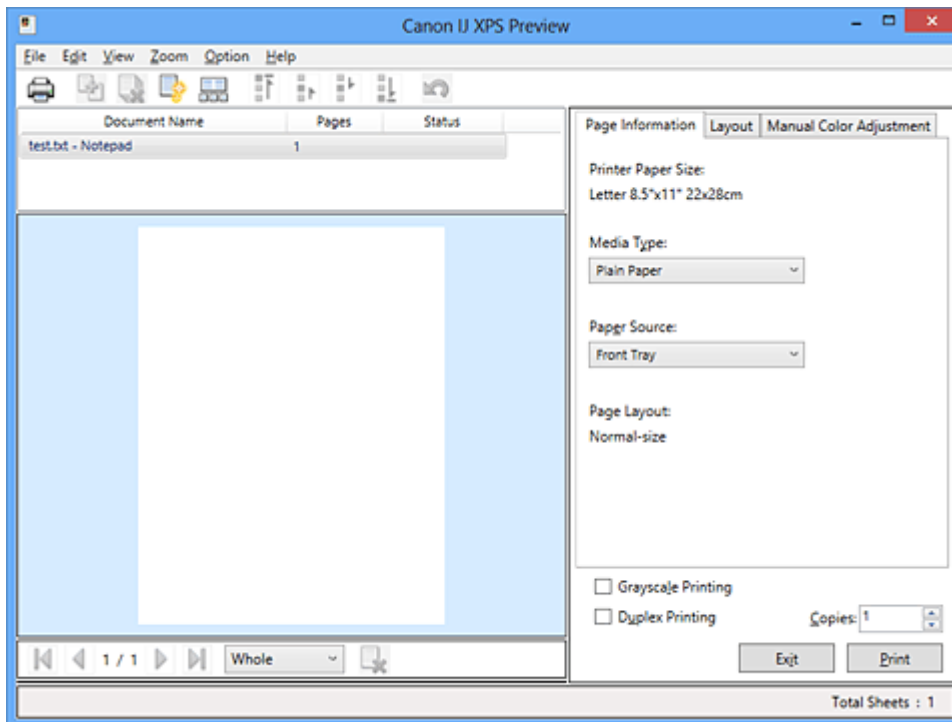 Canon IJ XPS Preview
File Edit View Zoom Option Help
Document Name Pages Status
test.txt - Notepad 1
Page Information Layout Manual Color Adjustment
Printer Paper Size:
Letter 8.5"x11" 22x28cm
Media Type:
Plain Paper
Paper Source:
Front Tray
Page Layout:
Normal-size
Grayscale Printing
Duplex Printing Copies: 1
1 / 1 Whole Exit Print
Total Sheets : 1